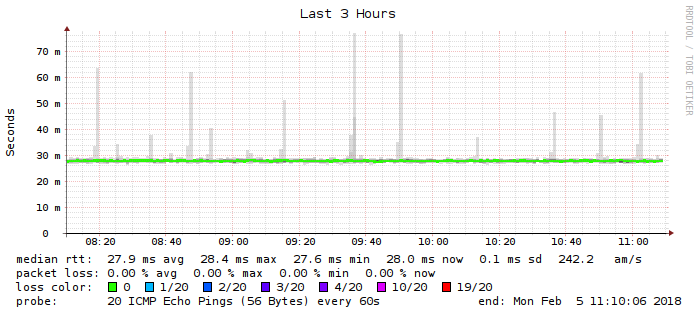 Last 3 Hours
RRDTOOL / TOBI OETIKER
Seconds
70 m
60 m
50 m
40 m
30 m
20 m
10 m
0
08:20 08:40 09:00 09:20 09:40 10:00 10:20 10:40 11:00
median rtt: 27.9 ms avg 28.4 ms max 27.6 ms min 28.0 ms now 0.1 ms sd 242.2 am/s
packet loss: 0.00 % avg 0.00 % max 0.00 % min 0.00 % now
loss color: 0 1/20 2/20 3/20 4/20 10/20 19/20
probe: 20 ICMP Echo Pings (56 Bytes) every 60s end: Mon Feb 5 11:10:06 2018